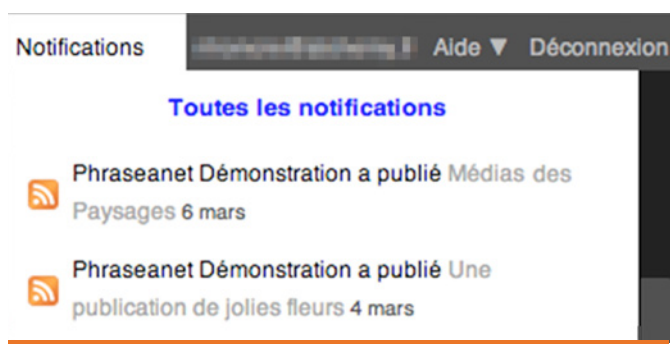 Notifications Aide ▼ Déconnexion
Toutes les notifications
Phraseanet Démonstration a publié Médias des
Paysages 6 mars
Phraseanet Démonstration a publié Une
publication de jolies fleurs 4 mars